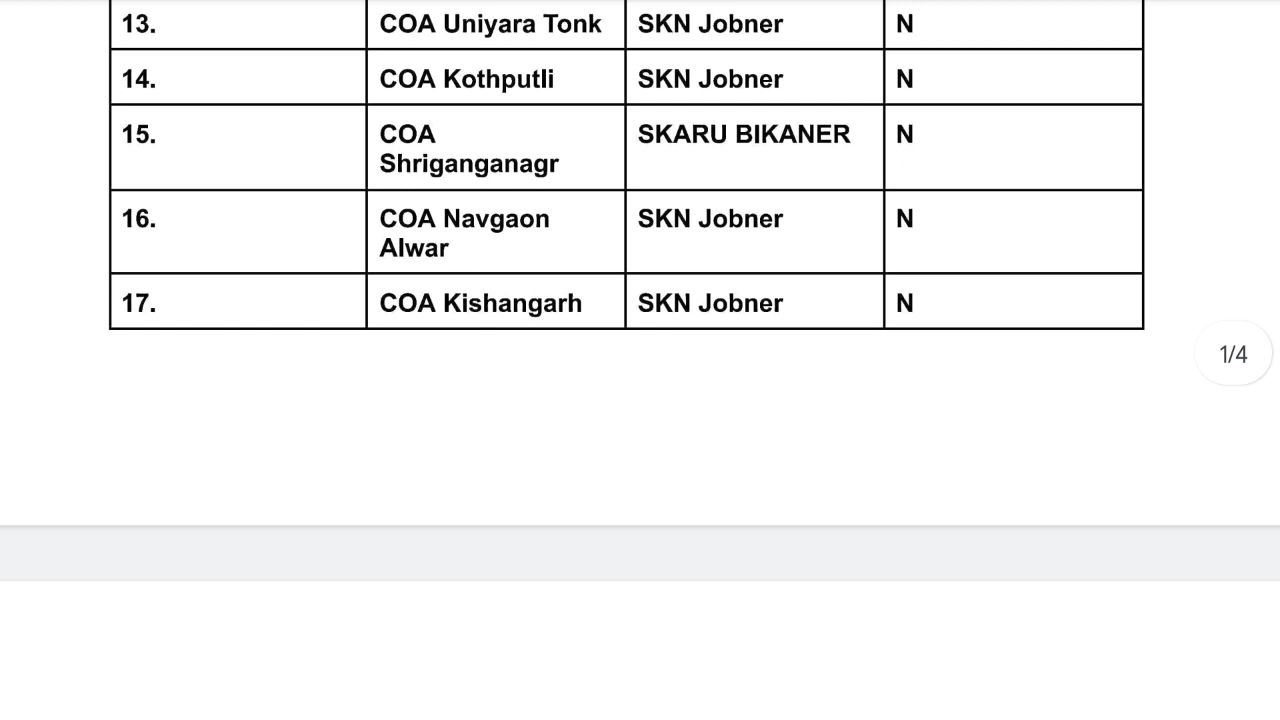 13. COA Uniyara Tonk SKN Jobner N
14. COA Kothputli SKN Jobner N
15. COA SKARU BIKANER N
Shriganganagr
16. COA Navgaon SKN Jobner N
Alwar
17. COA Kishangarh SKN Jobner N
1/4